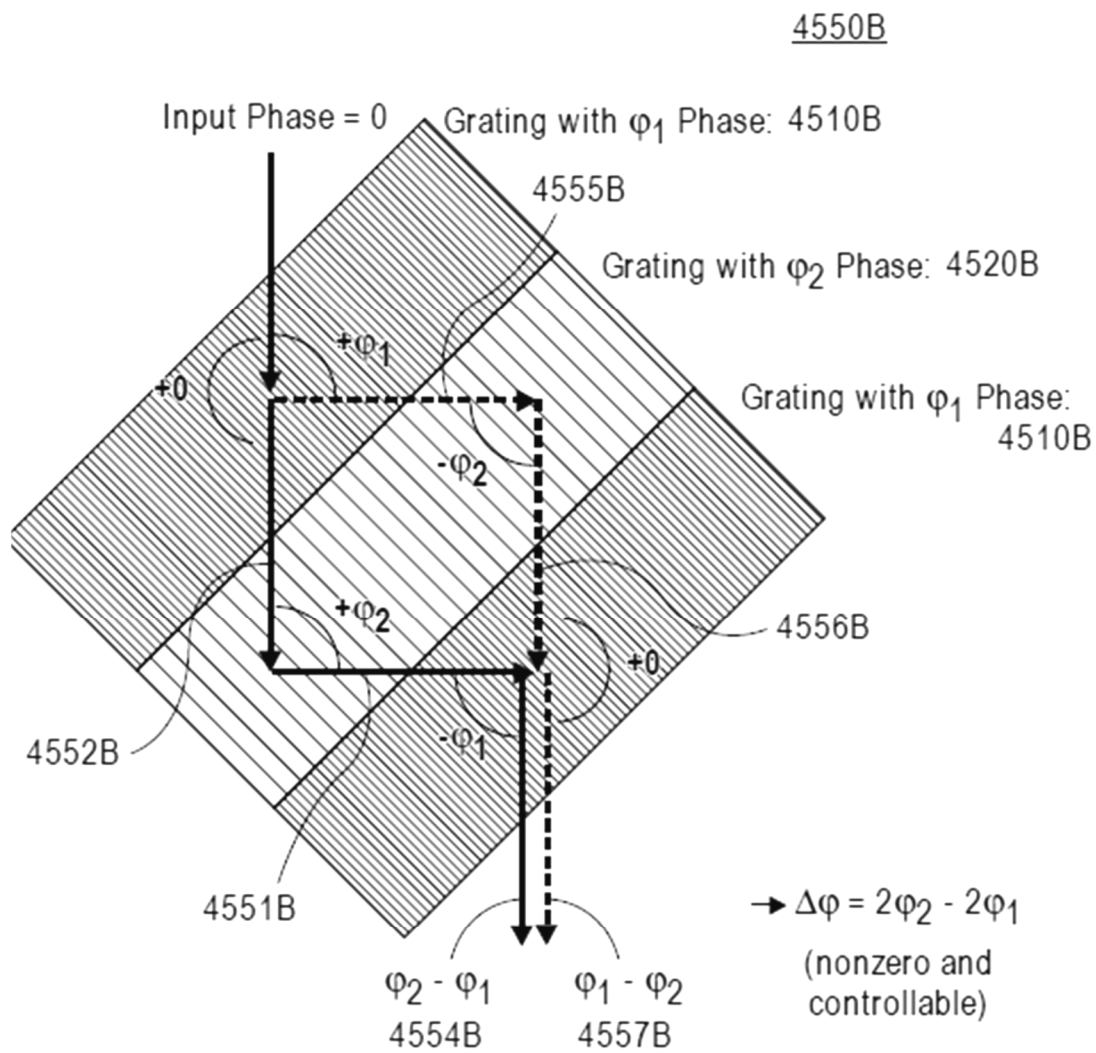 4550B
Input Phase = 0
Grating with φ1 Phase: 4510B
4555B
Grating with φ2 Phase: 4520B
+φ1
+0
Grating with φ1 Phase:
4510B
-φ2
+φ2
4556B
+0
-φ1
4552B
4551B
→ Δφ = 2φ2 - 2φ1
(nonzero and
controllable)
φ2 - φ1
φ1 - φ2
4554B
4557B